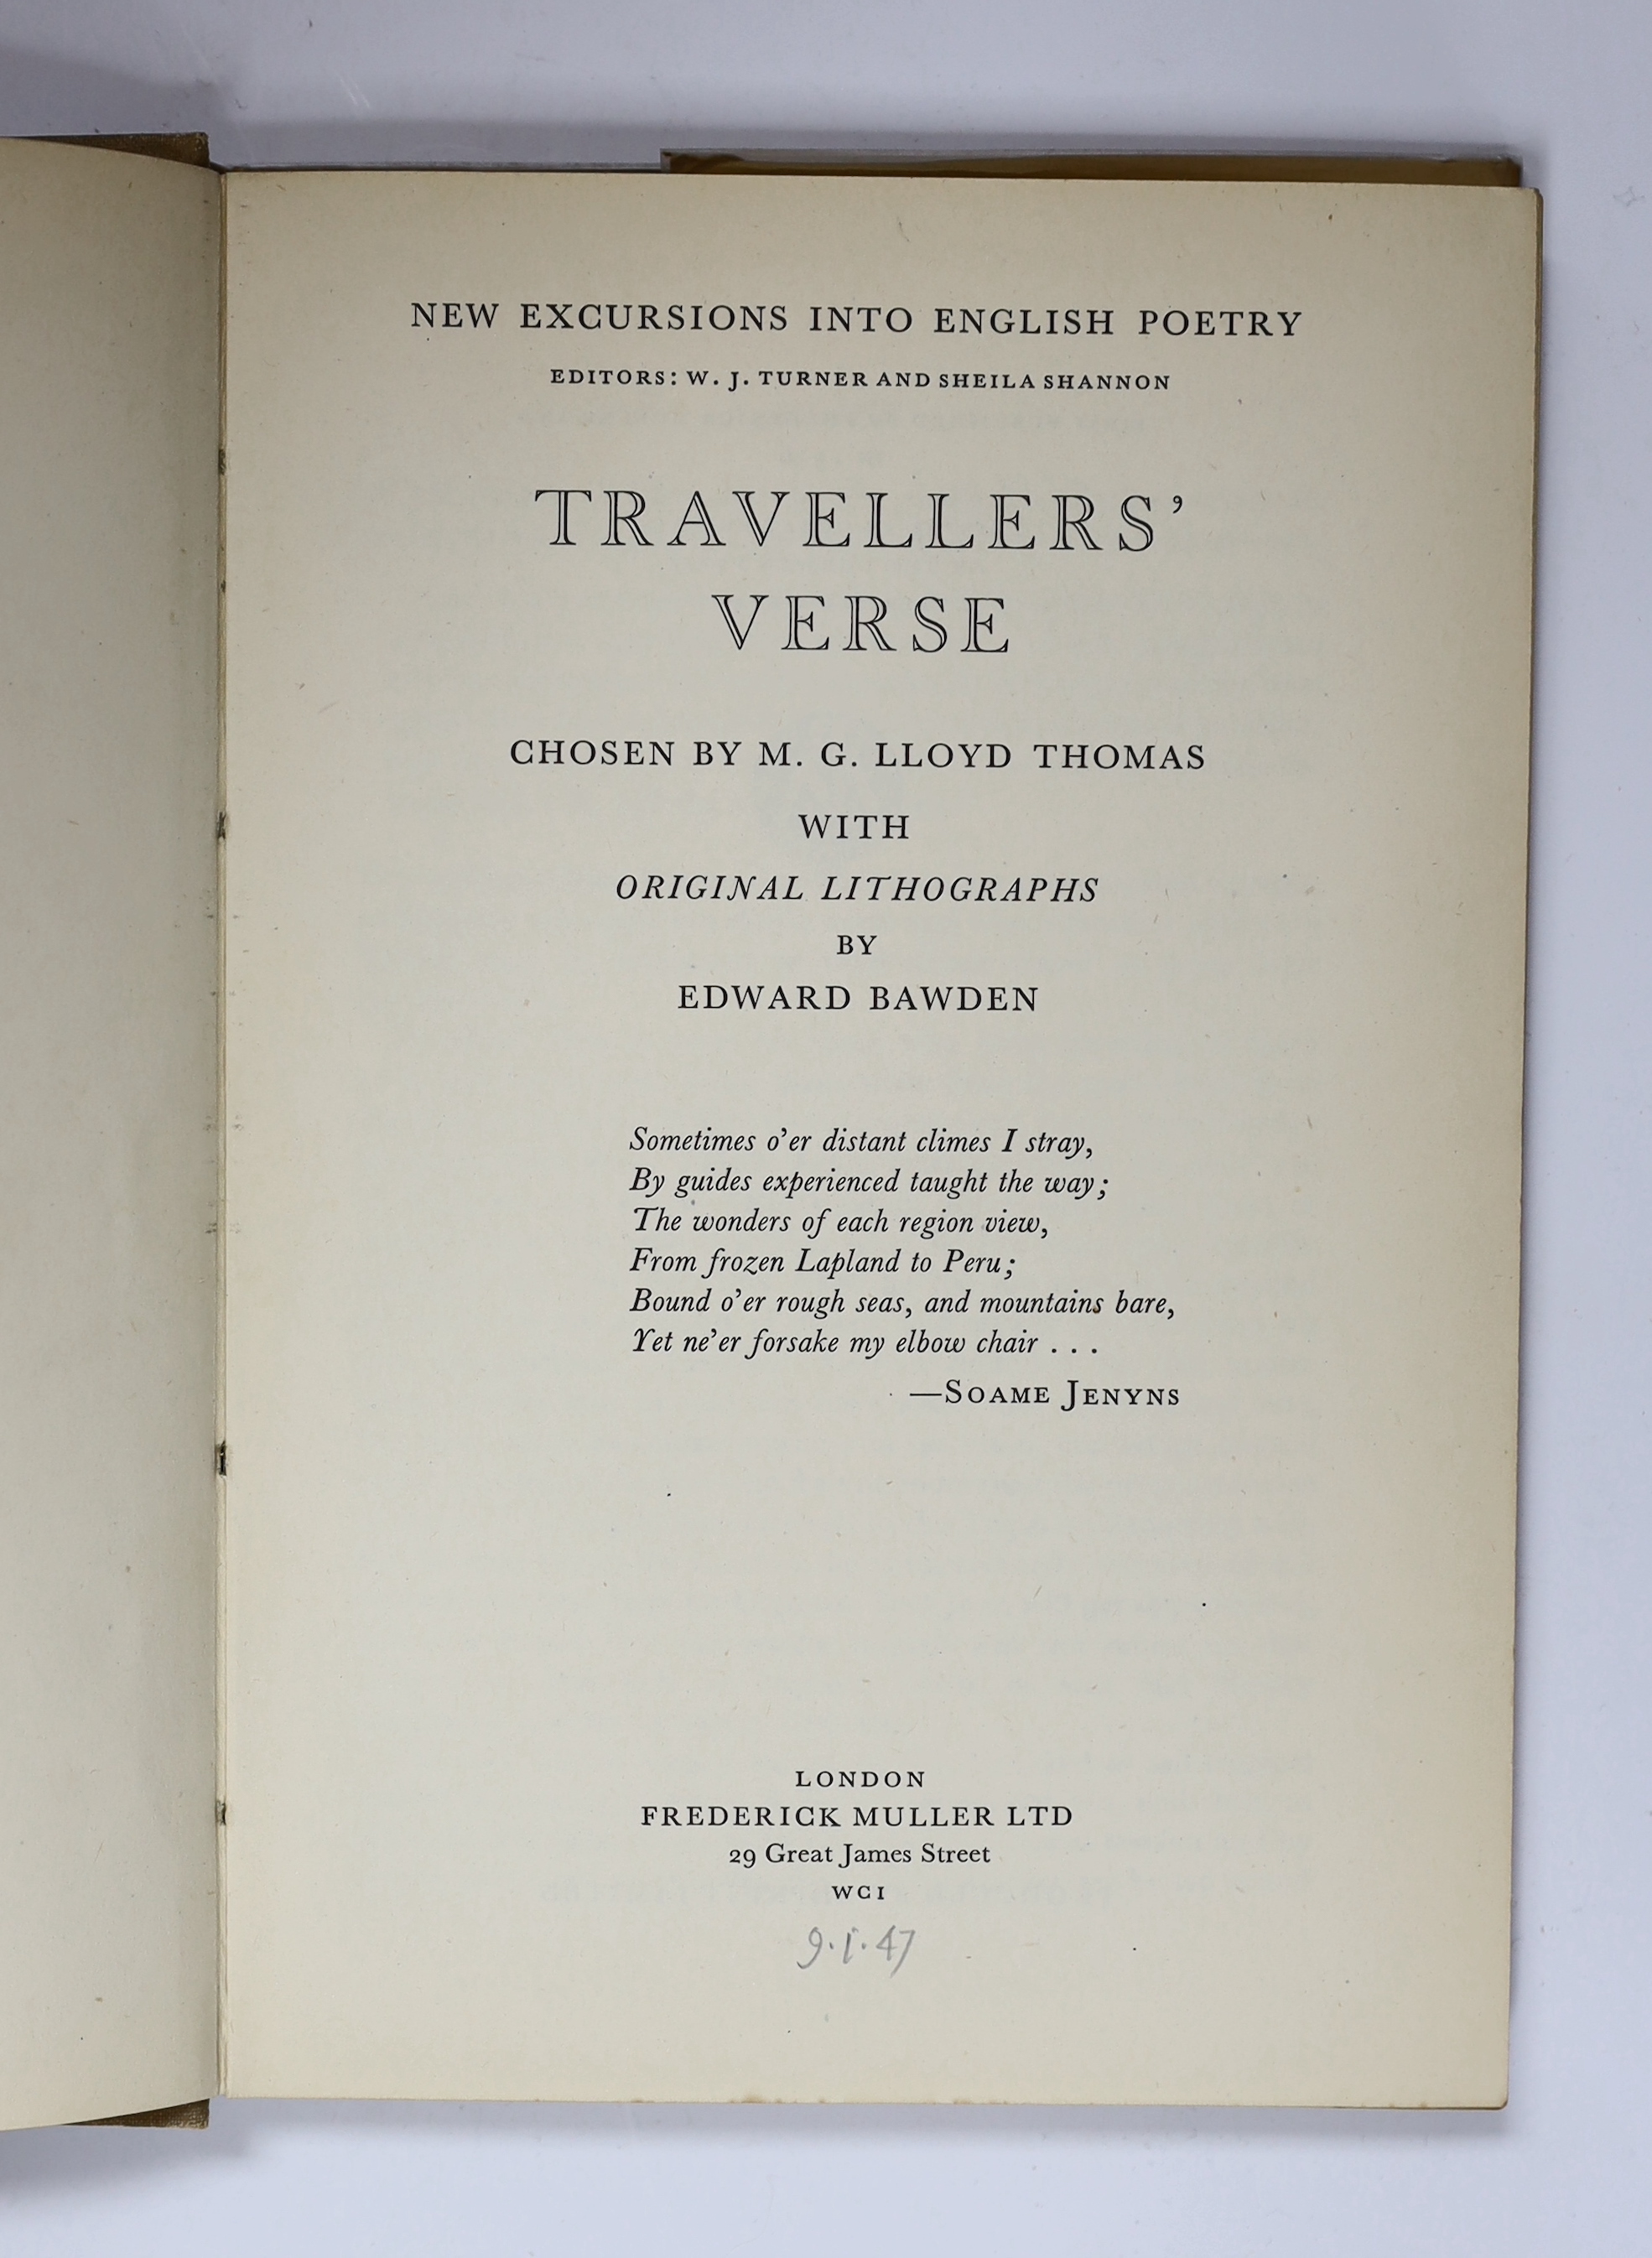 NEW EXCURSIONS INTO ENGLISH POETRY
EDITORS: W. J. TURNER AND SHEILA SHANNON
TRAVELLERS’
VERSE
CHOSEN BY M. G. LLOYD THOMAS
WITH
ORIGINAL LITHOGRAPHS
BY
EDWARD BAWDEN
Sometimes o’er distant climes I stray,
By guides experienced taught the way;
The wonders of each region view,
From frozen Lapland to Peru;
Bound o’er rough seas, and mountains bare,
Yet ne’er forsake my elbow chair . . .
—SOAME JENYNS
LONDON
FREDERICK MULLER LTD
29 Great James Street
WC1
9.1.47